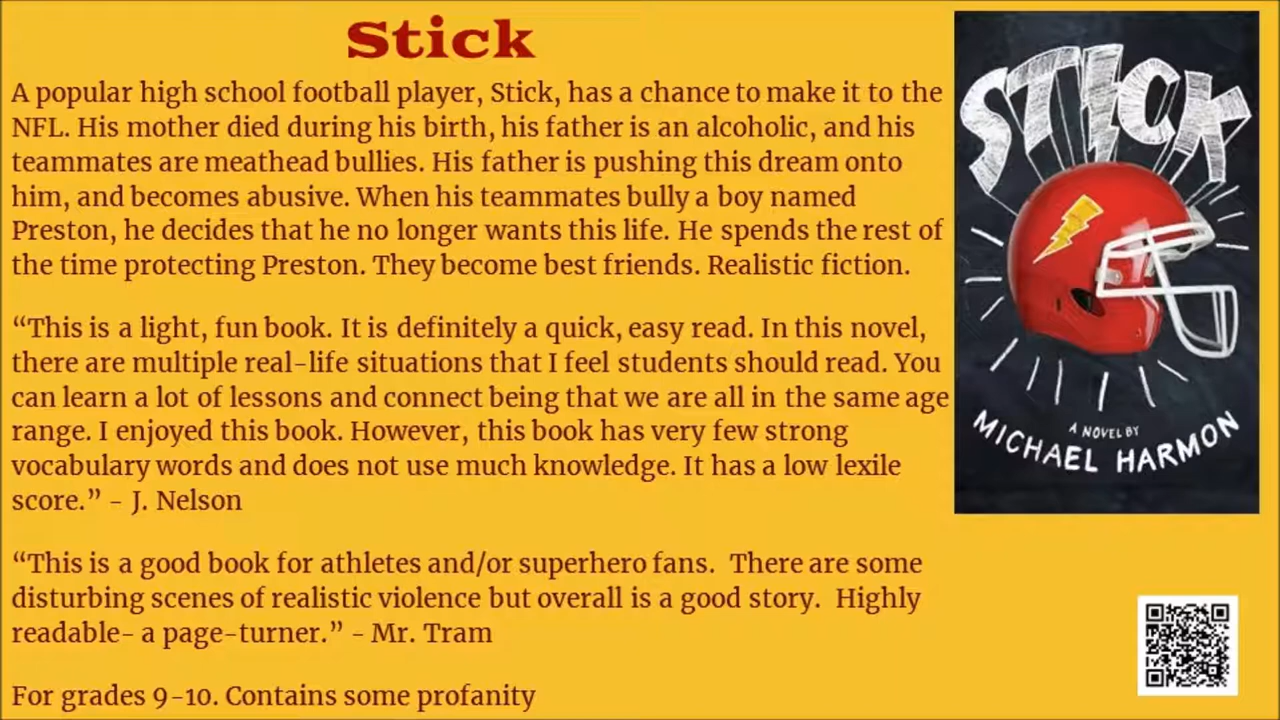 Stick
A popular high school football player, Stick, has a chance to make it to the
NFL. His mother died during his birth, his father is an alcoholic, and his
teammates are meathead bullies. His father is pushing this dream onto
him, and becomes abusive. When his teammates bully a boy named
Preston, he decides that he no longer wants this life. He spends the rest of
the time protecting Preston. They become best friends. Realistic fiction.
“This is a light, fun book. It is definitely a quick, easy read. In this novel,
there are multiple real-life situations that I feel students should read. You
can learn a lot of lessons and connect being that we are all in the same age
range. I enjoyed this book. However, this book has very few strong
vocabulary words and does not use much knowledge. It has a low lexile
score.” - J. Nelson
“This is a good book for athletes and/or superhero fans.  There are some
disturbing scenes of realistic violence but overall is a good story.  Highly
readable- a page-turner.” - Mr. Tram
For grades 9-10. Contains some profanity
STICK
A NOVEL BY
MICHAEL HARMON